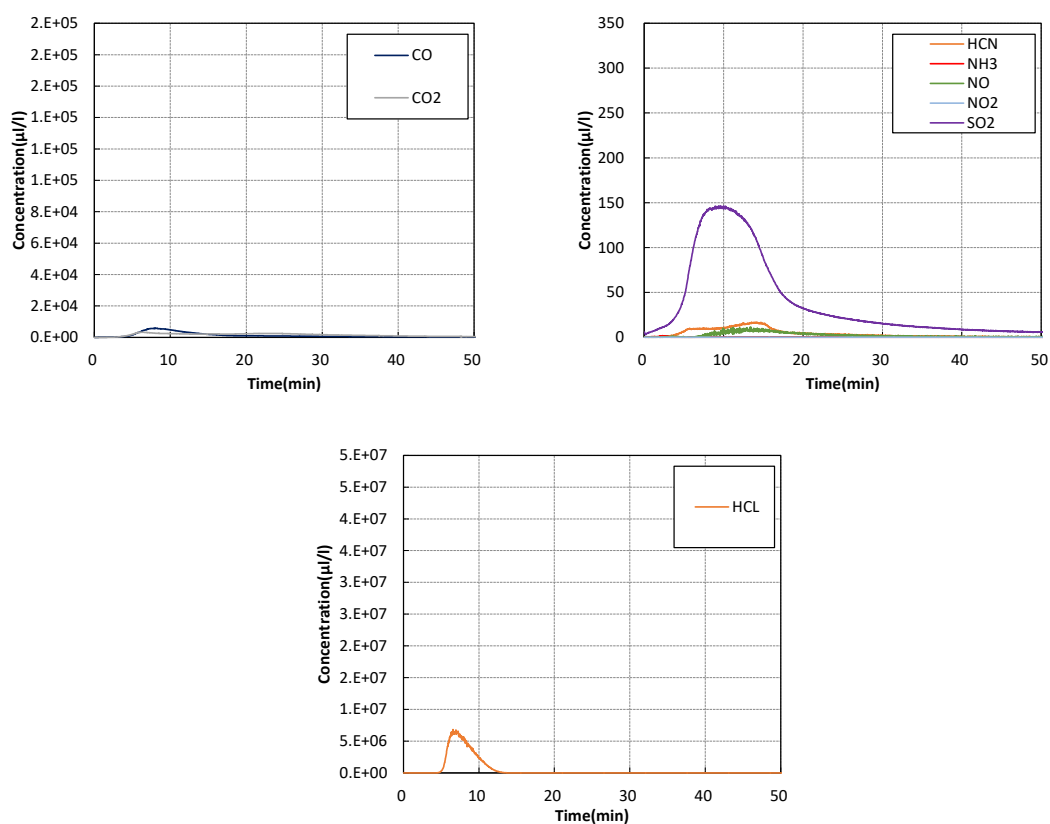 2.E+05
2.E+05
2.E+05
1.E+05
1.E+05
1.E+05
8.E+04
6.E+04
4.E+04
2.E+04
0.E+00
Concentration(µl/l)
0 10 20 30 40 50
Time(min)
CO
CO2
350
300
250
200
150
100
50
0
Concentration(µl/l)
0 10 20 30 40 50
Time(min)
HCN
NH3
NO
NO2
SO2
5.E+07
5.E+07
4.E+07
4.E+07
3.E+07
3.E+07
2.E+07
2.E+07
1.E+07
5.E+06
0.E+00
Concentration(µl/l)
0 10 20 30 40 50
Time(min)
HCL